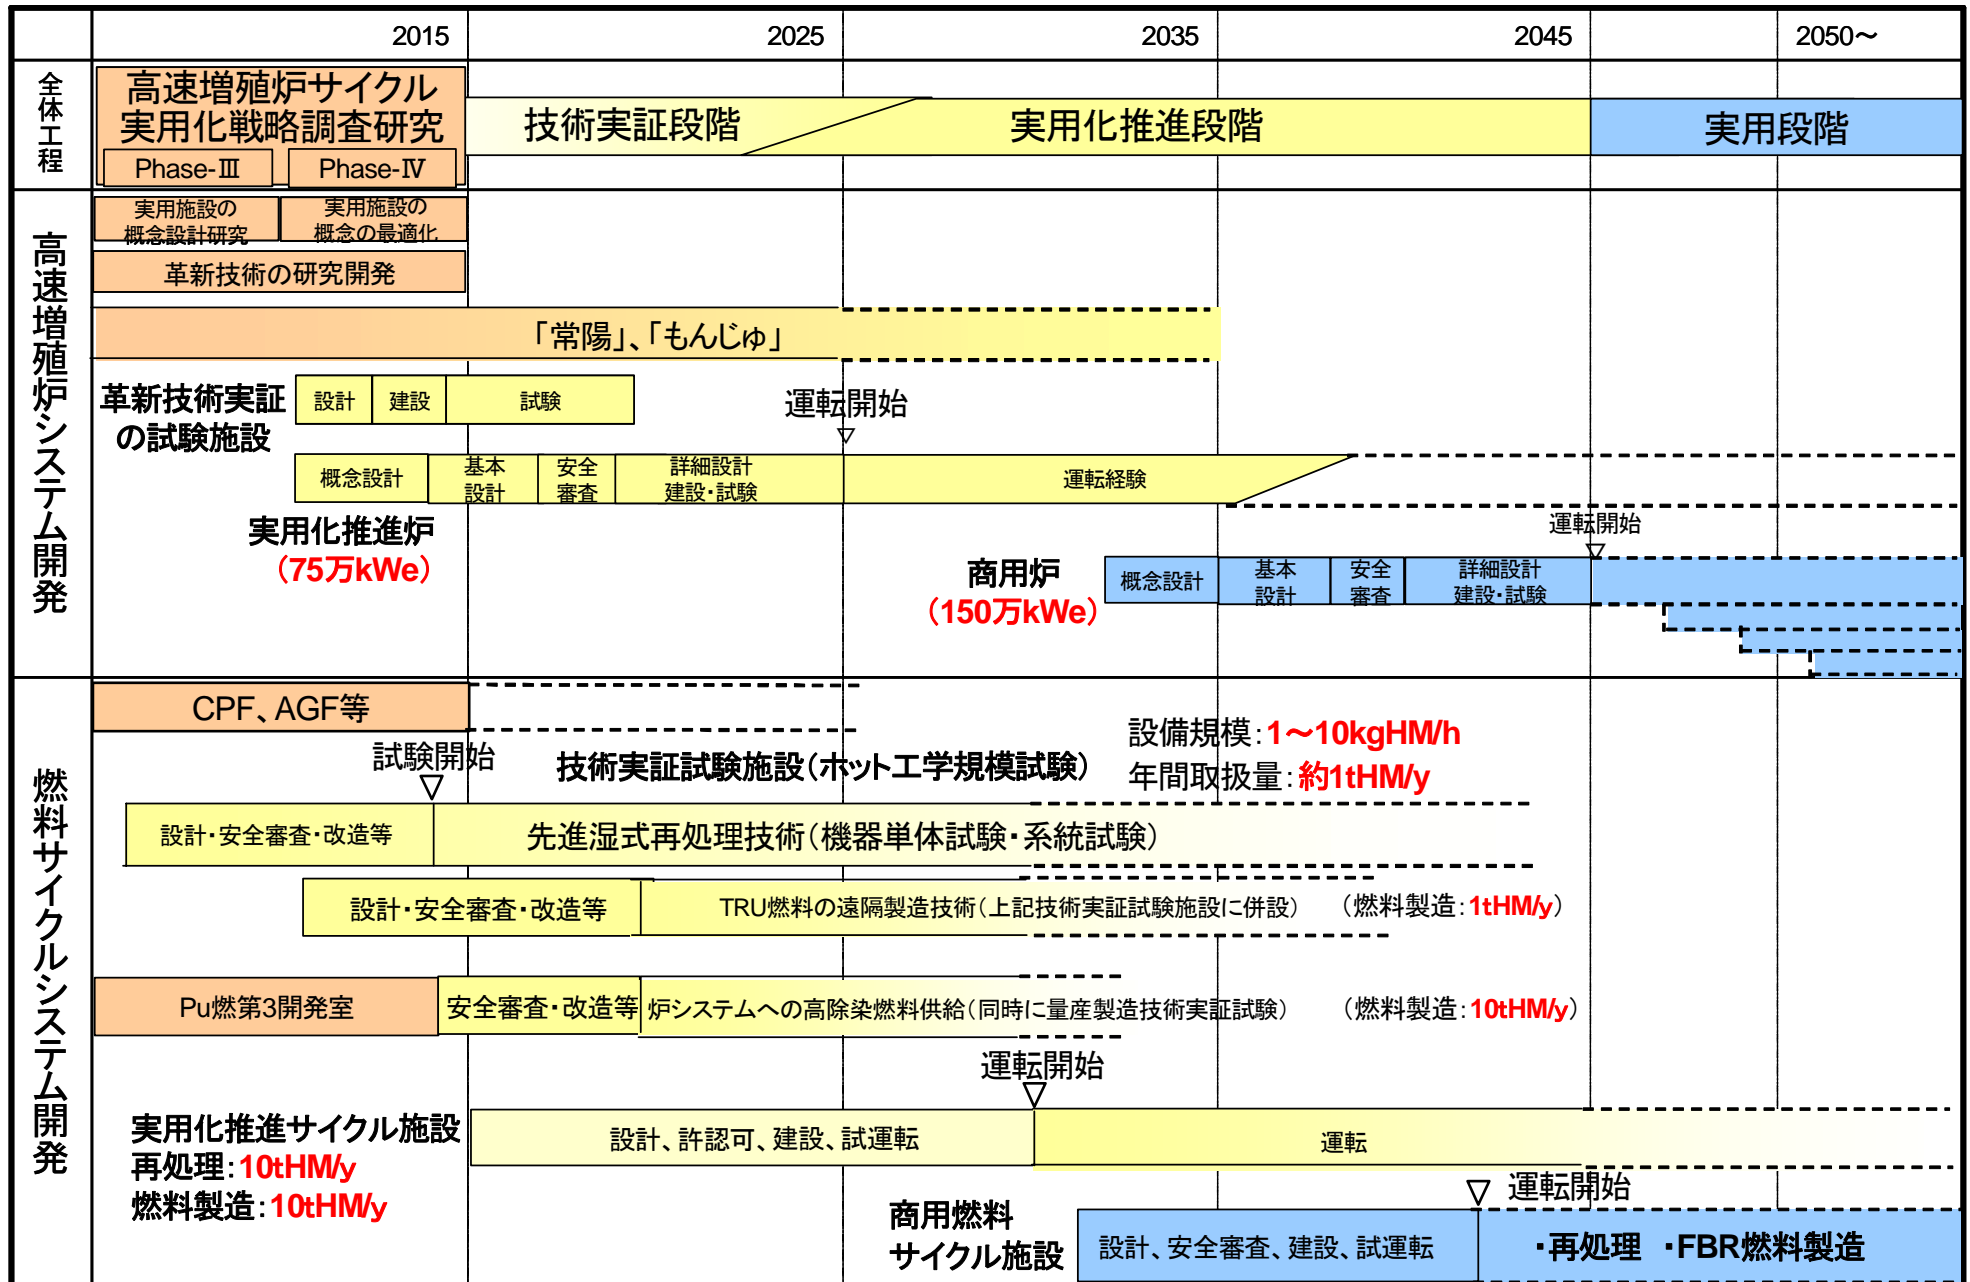 2015
2025
2035
2045
2050～
全体工程
高速増殖炉サイクル
実用化戦略調査研究
Phase-Ⅲ
Phase-Ⅳ
技術実証段階
実用化推進段階
実用段階
高速増殖炉システム開発
実用施設の
概念設計研究
実用施設の
概念の最適化
革新技術の研究開発
「常陽」、「もんじゅ」
革新技術実証
の試験施設
設計
建設
試験
運転開始
概念設計
基本
設計
安全
審査
詳細設計
建設・試験
運転経験
実用化推進炉
（75万kWe）
運転開始
商用炉
（150万kWe）
概念設計
基本
設計
安全
審査
詳細設計
建設・試験
燃料サイクルシステム開発
CPF、AGF等
試験開始
技術実証試験施設（ホット工学規模試験）
設備規模：1～10kgHM/h
年間取扱量：約1tHM/y
設計・安全審査・改造等
先進湿式再処理技術（機器単体試験・系統試験）
設計・安全審査・改造等
TRU燃料の遠隔製造技術（上記技術実証試験施設に併設）
（燃料製造：1tHM/y）
Pu燃第3開発室
安全審査・改造等
炉システムへの高除染燃料供給（同時に量産製造技術実証試験）
（燃料製造：10tHM/y）
運転開始
実用化推進サイクル施設
再処理：10tHM/y
燃料製造：10tHM/y
設計、許認可、建設、試運転
運転
運転開始
商用燃料
サイクル施設
設計、安全審査、建設、試運転
・再処理　・FBR燃料製造